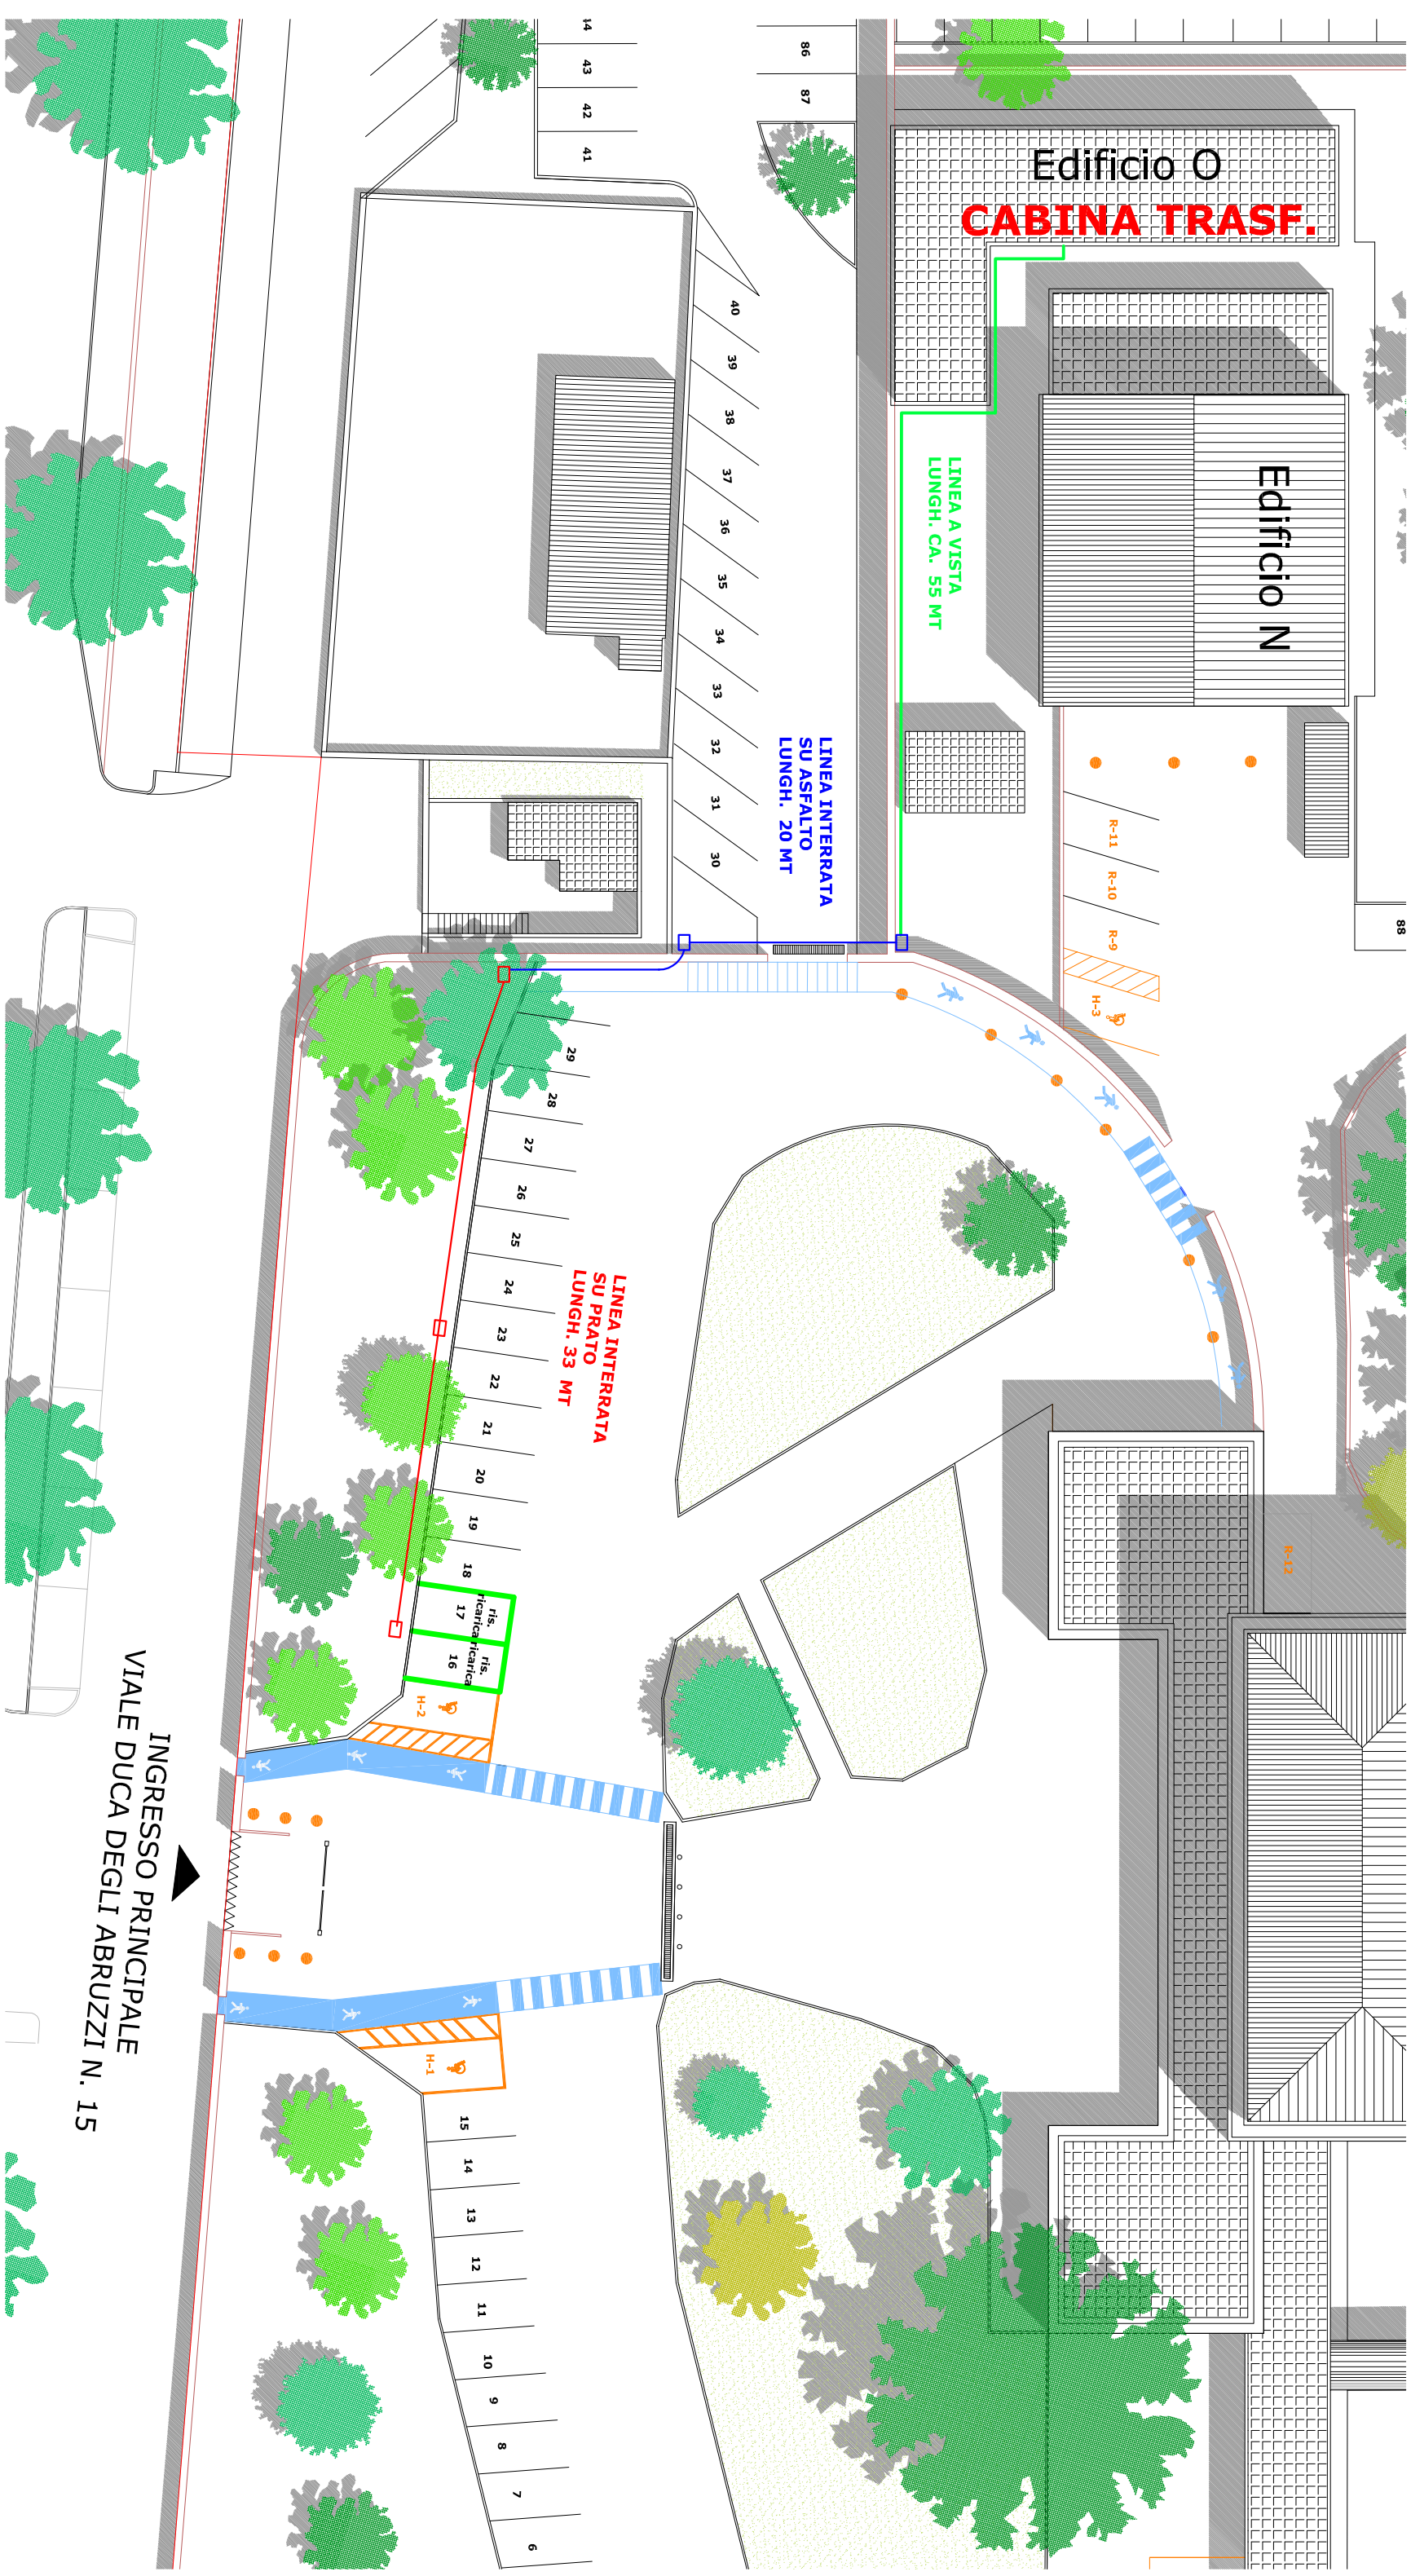 44
43
42
41
86
87
Edificio O
CABINA TRASF.
40
39
38
37
36
35
34
33
32
31
30
LINEA A VISTA
LUNGH. CA. 55 MT
Edificio N
LINEA INTERRATA
SU ASFALTO
LUNGH. 20 MT
R-11
R-10
R-9
H-3
88
29
28
27
26
25
24
23
22
21
20
19
18
LINEA INTERRATA
SU PRATO
LUNGH. 33 MT
ris.
ricarica
17
ris.
ricarica
16
H-2
R-12
INGRESSO PRINCIPALE
VIALE DUCA DEGLI ABRUZZI N. 15
H-1
15
14
13
12
11
10
9
8
7
6